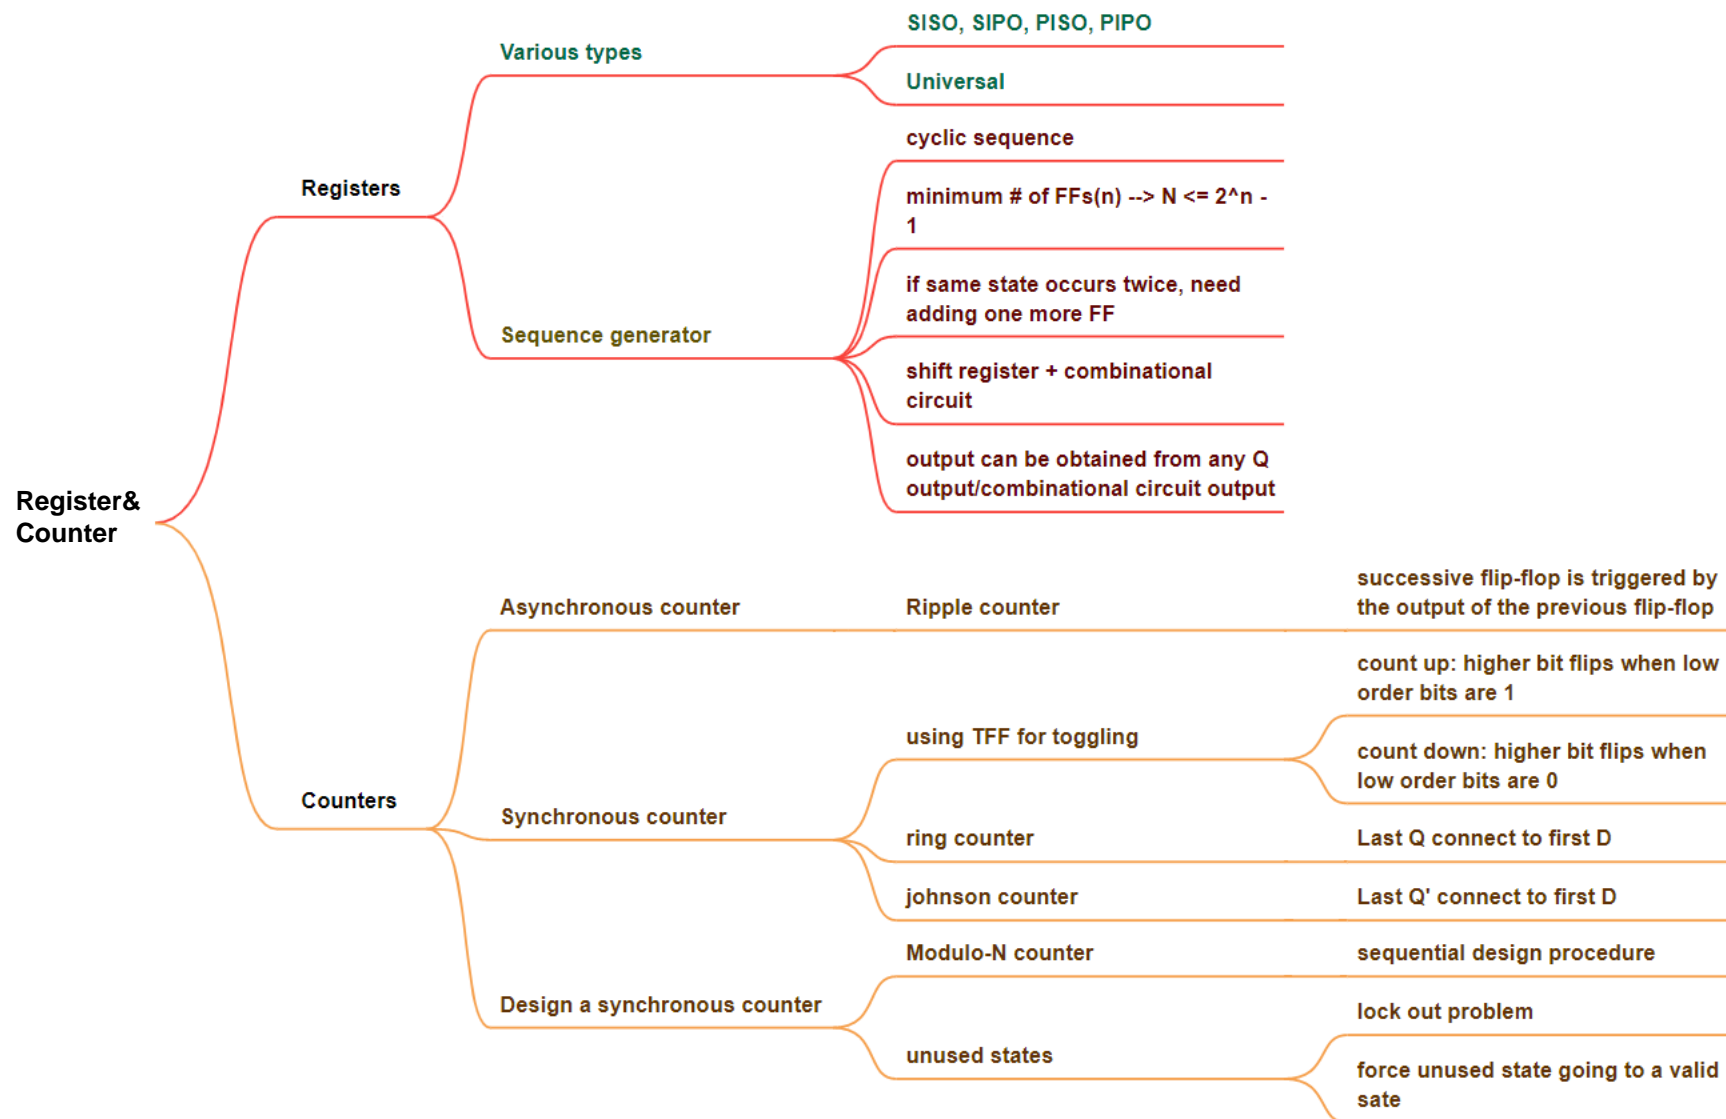 Register&
Counter
Registers
Various types
SISO, SIPO, PISO, PIPO
Universal
Sequence generator
cyclic sequence
minimum # of FFs(n) --> N <= 2^n -
1
if same state occurs twice, need
adding one more FF
shift register + combinational
circuit
output can be obtained from any Q
output/combinational circuit output
Counters
Asynchronous counter
Ripple counter
successive flip-flop is triggered by
the output of the previous flip-flop
Synchronous counter
using TFF for toggling
count up: higher bit flips when low
order bits are 1
count down: higher bit flips when
low order bits are 0
ring counter
Last Q connect to first D
johnson counter
Last Q' connect to first D
Design a synchronous counter
Modulo-N counter
sequential design procedure
unused states
lock out problem
force unused state going to a valid
sate